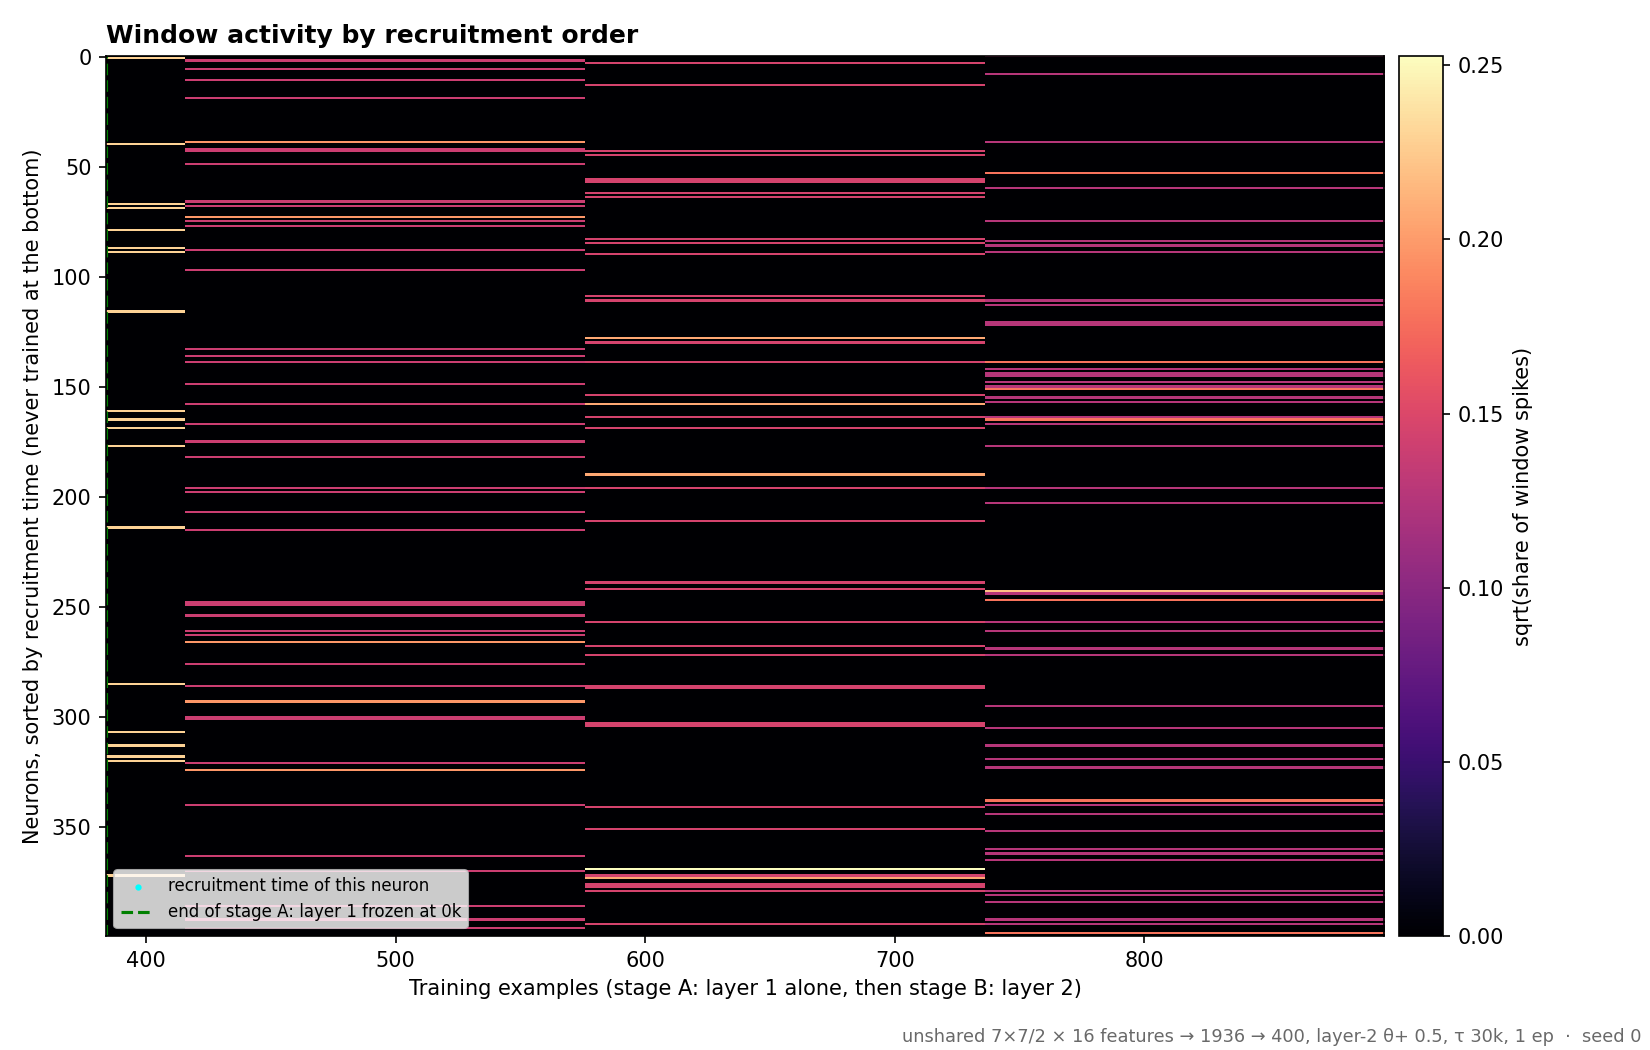 Window activity by recruitment order
Neurons, sorted by recruitment time (never trained at the bottom)
0
50
100
150
200
250
300
350
recruitment time of this neuron
end of stage A: layer 1 frozen at 0k
400
500
600
700
800
Training examples (stage A: layer 1 alone, then stage B: layer 2)
0.25
0.20
0.15
0.10
0.05
0.00
sqrt(share of window spikes)
unshared 7×7/2 × 16 features → 1936 → 400, layer-2 θ+ 0.5, τ 30k, 1 ep · seed 0